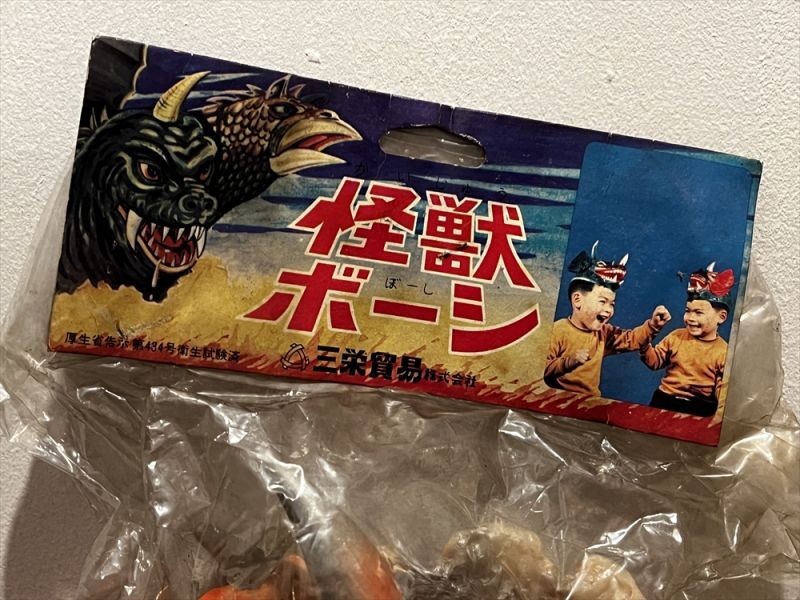 かいじゅう
怪獣
ぼーし
ボーシ
厚生省告示第434号衛生試験済
三栄貿易株式会社